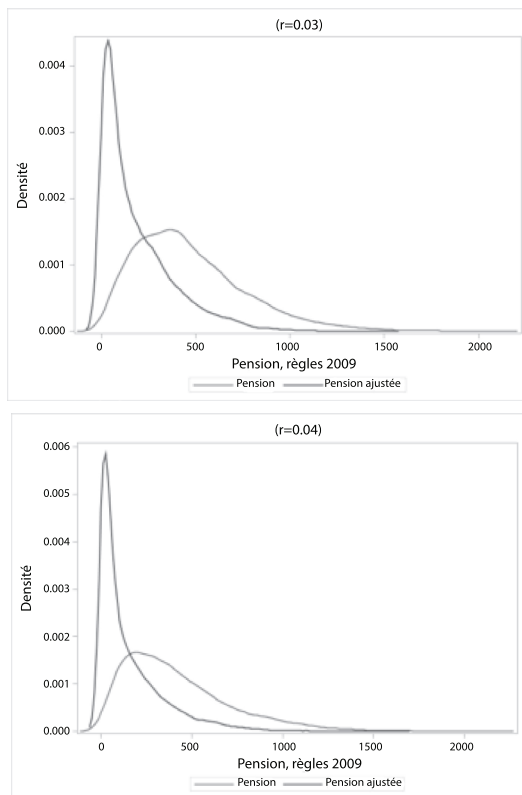 (r=0.03)
0.004
0.003
0.002
0.001
0.000
Densité
0 500 1000 1500 2000
Pension, règles 2009
Pension Pension ajustée
(r=0.04)
0.006
0.005
0.004
0.003
0.002
0.001
0.000
Densité
0 500 1000 1500 2000
Pension, règles 2009
Pension Pension ajustée